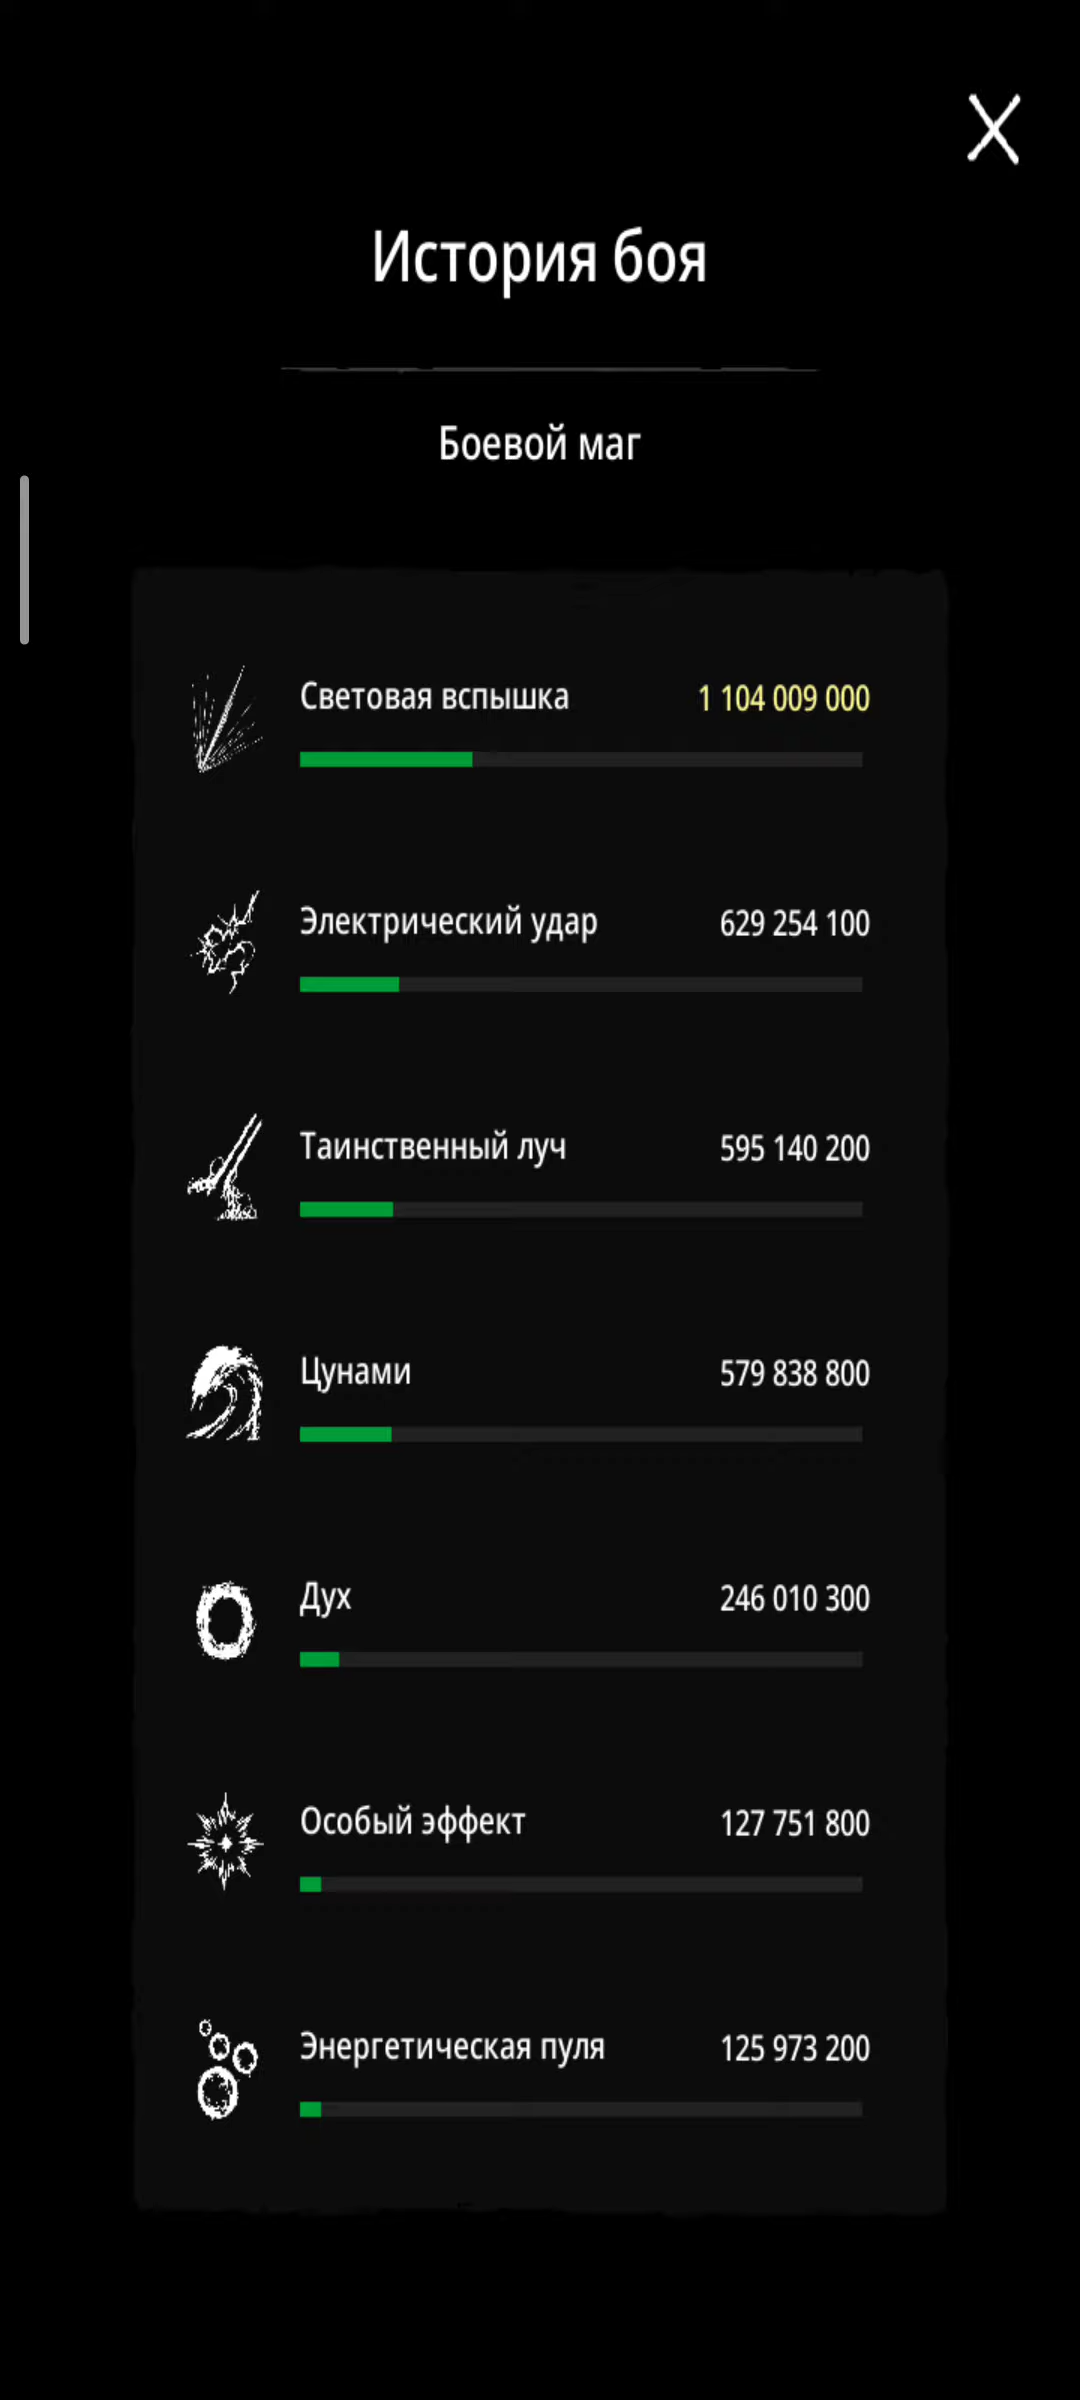 История боя
Боевой маг
Световая вспышка 1 104 009 000
Электрический удар 629 254 100
Таинственный луч 595 140 200
Цунами 579 838 800
Дух 246 010 300
Особый эффект 127 751 800
Энергетическая пуля 125 973 200